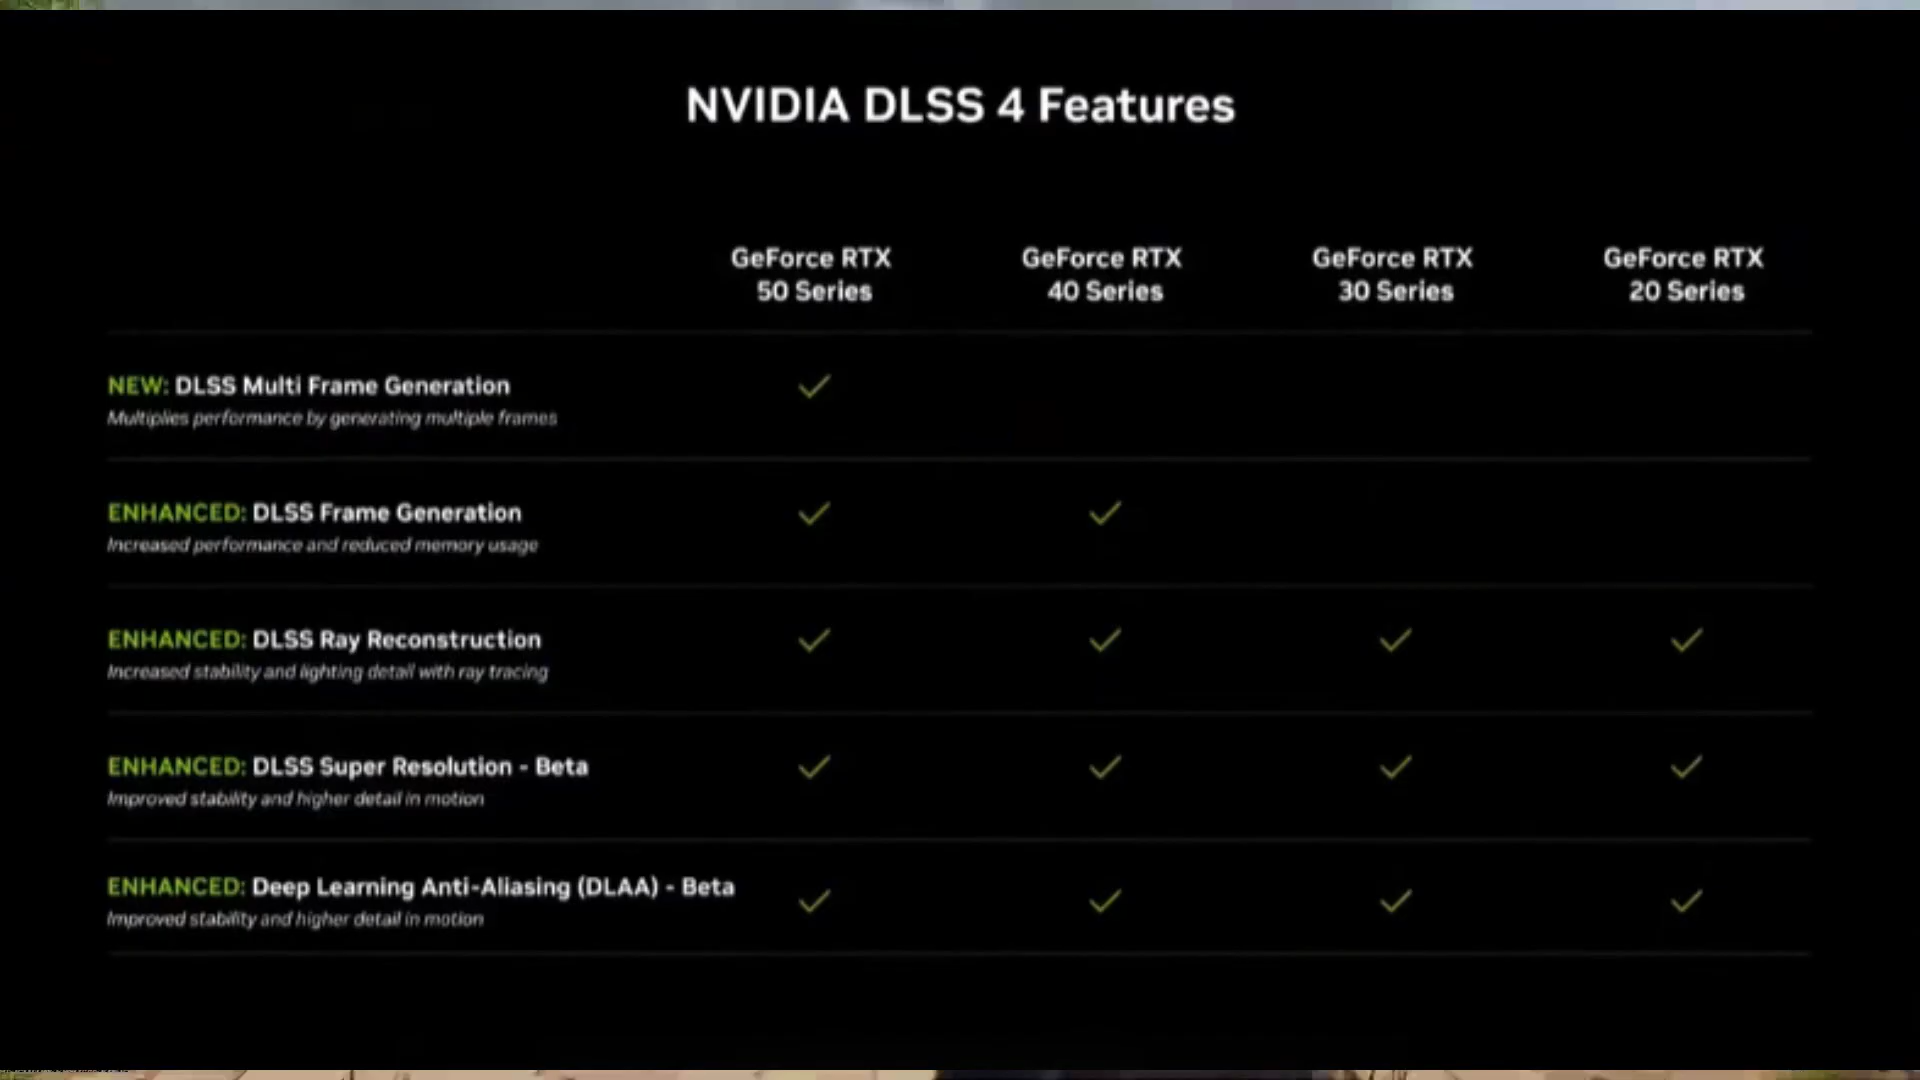 NVIDIA DLSS 4 Features
GeForce RTX
50 Series
GeForce RTX
40 Series
GeForce RTX
30 Series
GeForce RTX
20 Series
NEW: DLSS Multi Frame Generation
Multiplies performance by generating multiple frames
ENHANCED: DLSS Frame Generation
Increased performance and reduced memory usage
ENHANCED: DLSS Ray Reconstruction
Increased stability and lighting detail with ray tracing
ENHANCED: DLSS Super Resolution - Beta
Improved stability and higher detail in motion
ENHANCED: Deep Learning Anti-Aliasing (DLAA) - Beta
Improved stability and higher detail in motion